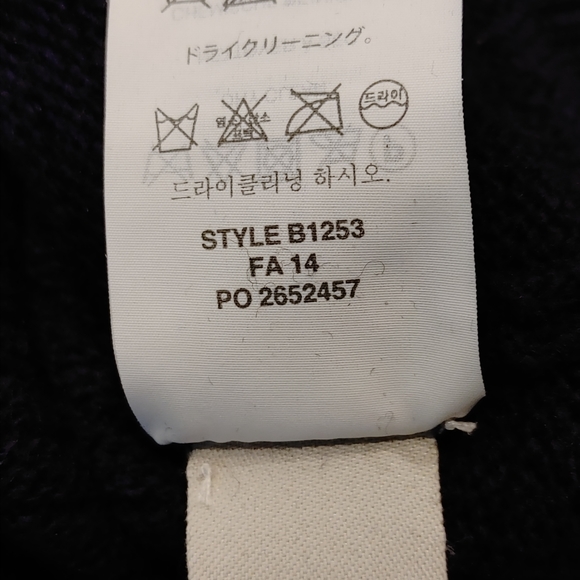 ドライクリーニング。
드라이
드라이클리닝 하시오.
STYLE B1253
FA 14
PO 2652457